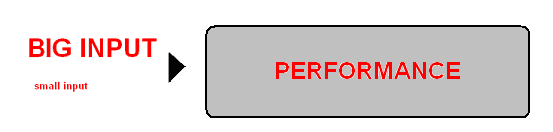 BIG INPUT
small input
PERFORMANCE